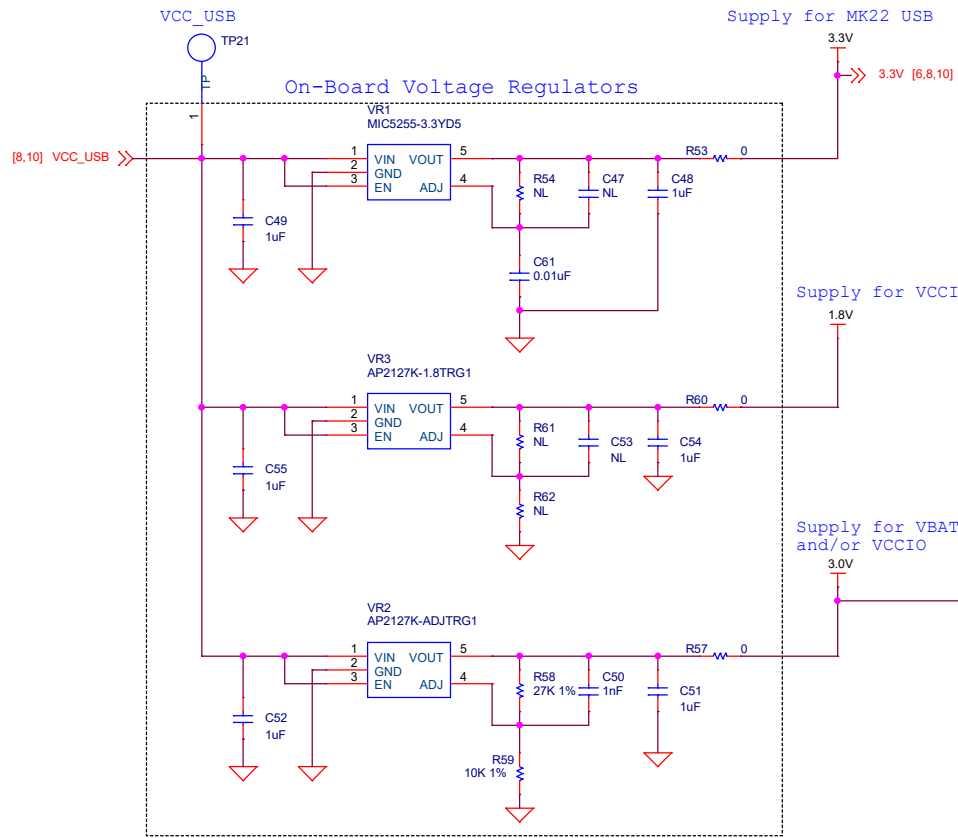 VCC_USB
TP21
TP
1
Supply for MK22 USB
3.3V
3.3V [6,8,10]
On-Board Voltage Regulators
[8,10] VCC_USB
VR1
MIC5255-3.3YD5
1 VIN VOUT 5
2 GND
3 EN ADJ 4
R53 0
R54
NL
C47
NL
C48
1uF
C49
1uF
C61
0.01uF
Supply for VCCI
1.8V
VR3
AP2127K-1.8TRG1
1 VIN VOUT 5
2 GND
3 EN ADJ 4
R60 0
R61
NL
C53
NL
C54
1uF
C55
1uF
R62
NL
Supply for VBAT
and/or VCCIO
3.0V
VR2
AP2127K-ADJTRG1
1 VIN VOUT 5
2 GND
3 EN ADJ 4
R57 0
R58
27K 1%
C50
1nF
C51
1uF
C52
1uF
R59
10K 1%